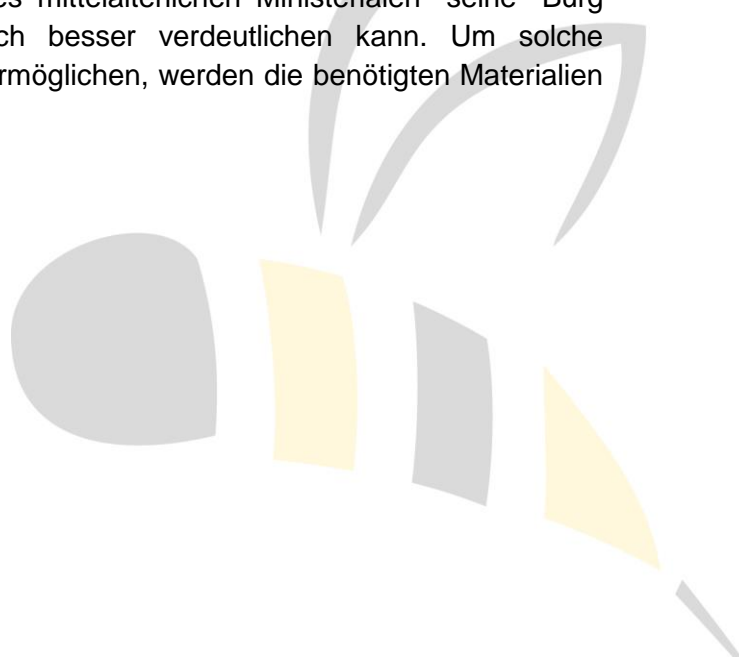 es mittelalterlichen Ministerialen seine Burg
ch besser verdeutlichen kann. Um solche
rmöglichen, werden die benötigten Materialien